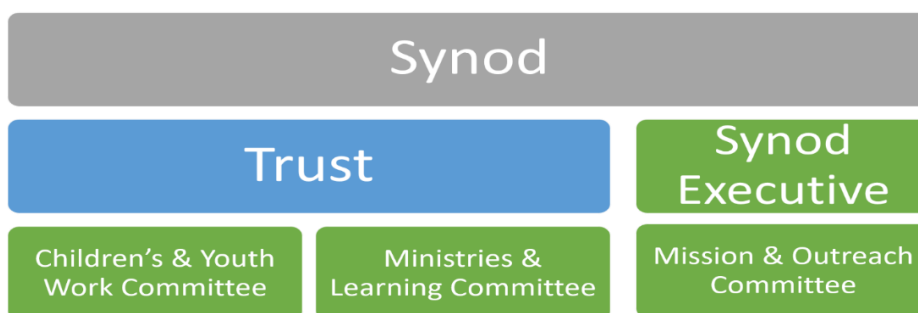 Synod
Trust
Synod
Executive
Children's & Youth
Work Committee
Ministries &
Learning Committee
Mission & Outreach
Committee